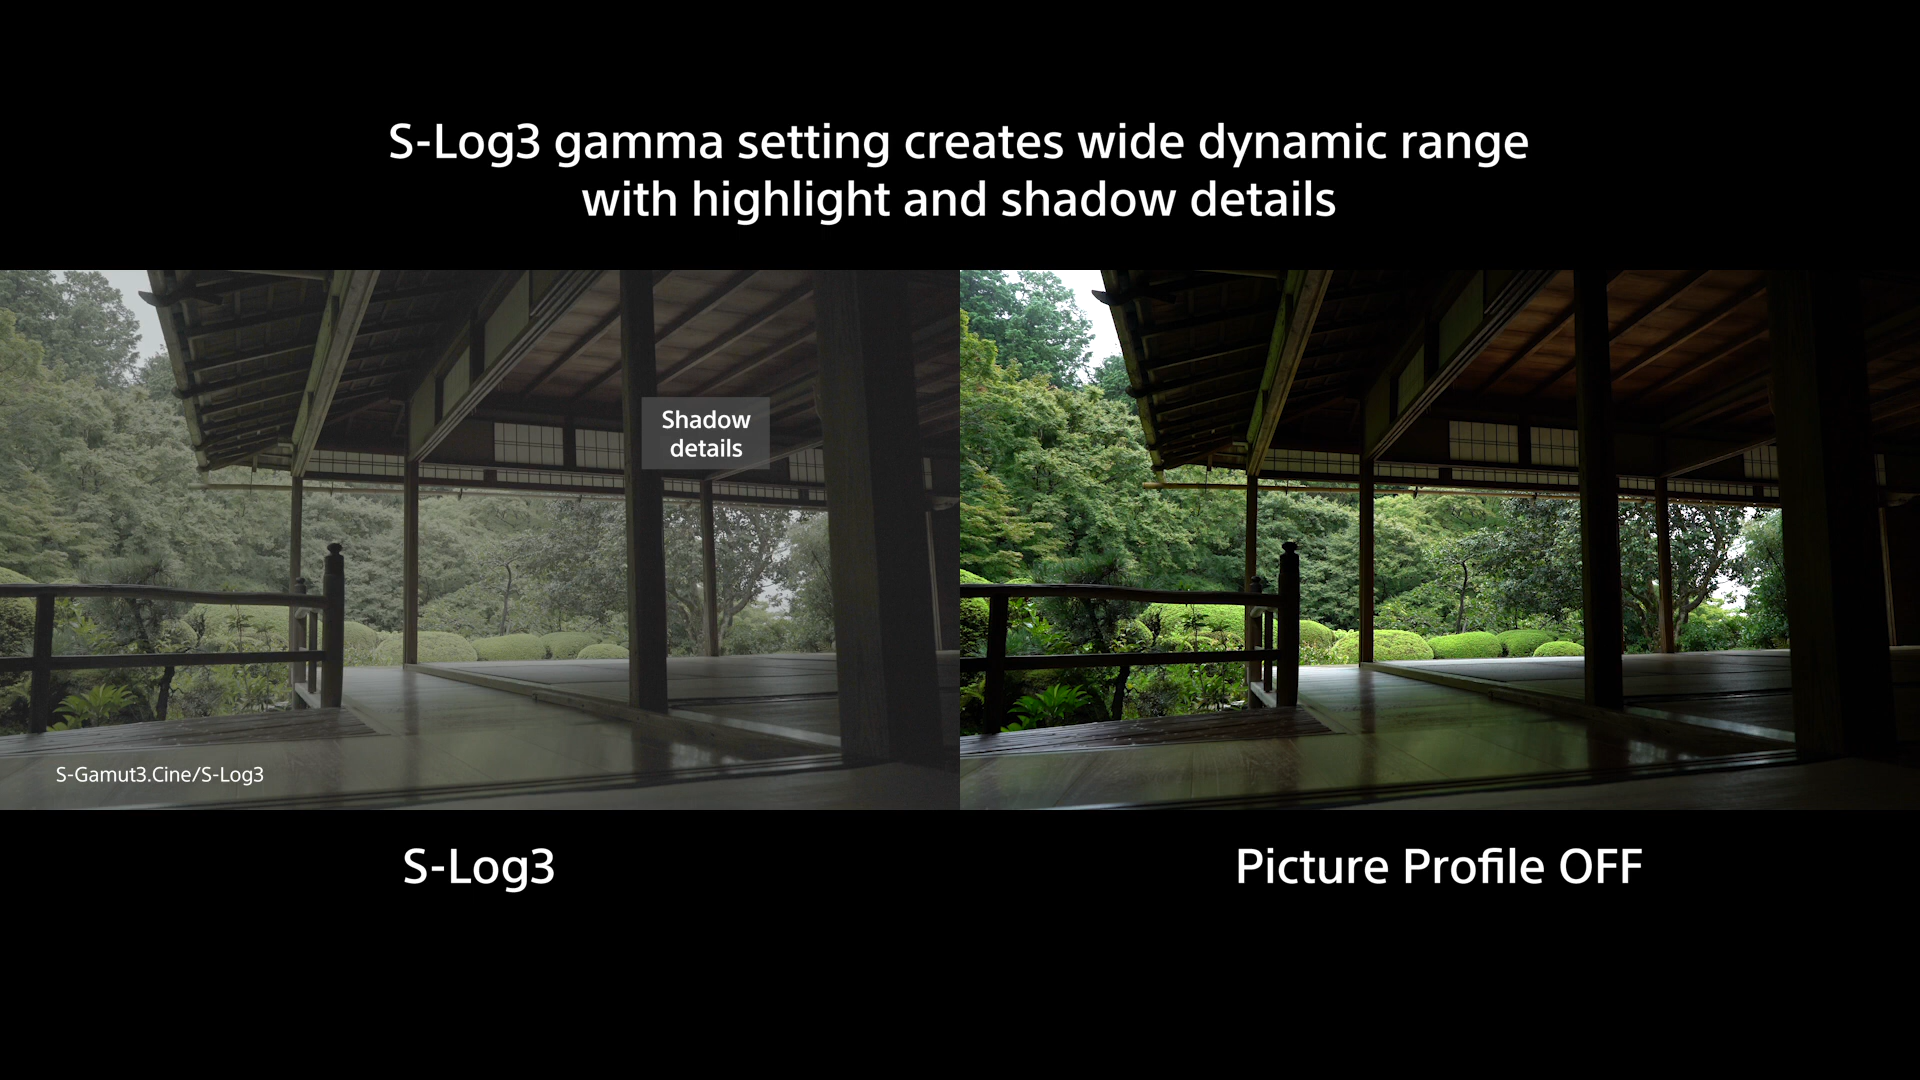 S-Log3 gamma setting creates wide dynamic range
with highlight and shadow details
Shadow
details
S-Gamut3.Cine/S-Log3
S-Log3
Picture Profile OFF